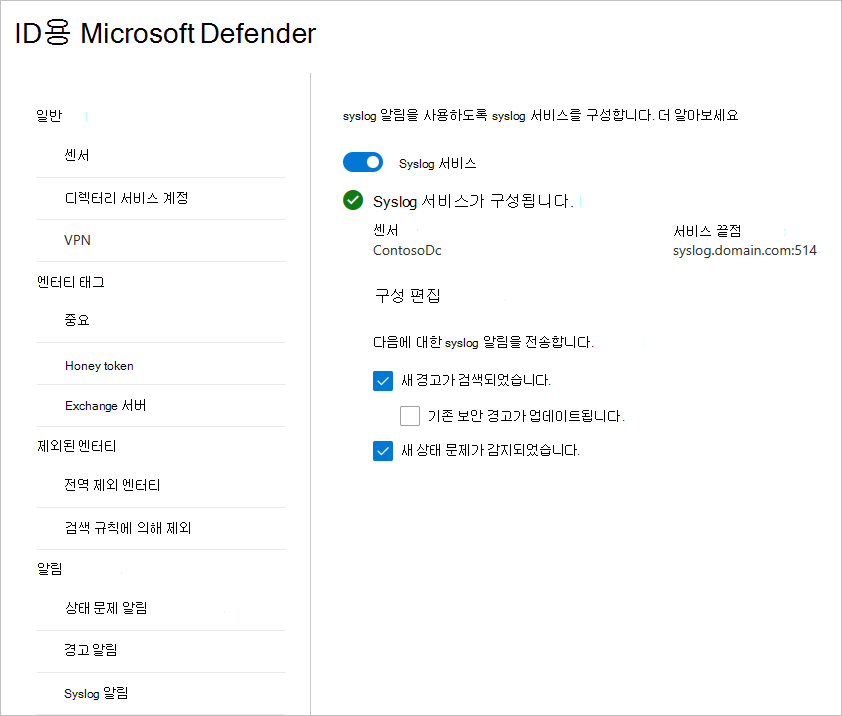 ID용 Microsoft Defender
일반
센서
디렉터리 서비스 계정
VPN
엔터티 태그
중요
Honey token
Exchange 서버
제외된 엔터티
전역 제외 엔터티
검색 규칙에 의해 제외
알림
상태 문제 알림
경고 알림
Syslog 알림
syslog 알림을 사용하도록 syslog 서비스를 구성합니다. 더 알아보세요
Syslog 서비스
Syslog 서비스가 구성됩니다.
센서
서비스 끝점
ContosoDc
syslog.domain.com:514
구성 편집
다음에 대한 syslog 알림을 전송합니다.
새 경고가 검색되었습니다.
기존 보안 경고가 업데이트됩니다.
새 상태 문제가 감지되었습니다.